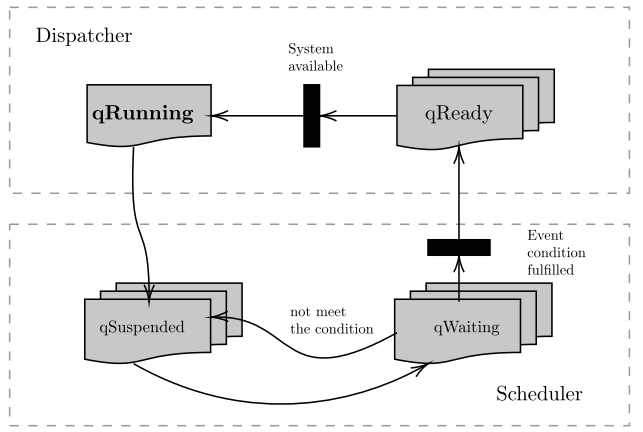 Dispatcher
System
available
qRunning
qReady
Event
condition
fulfilled
not meet
the condition
qSuspended
qWaiting
Scheduler